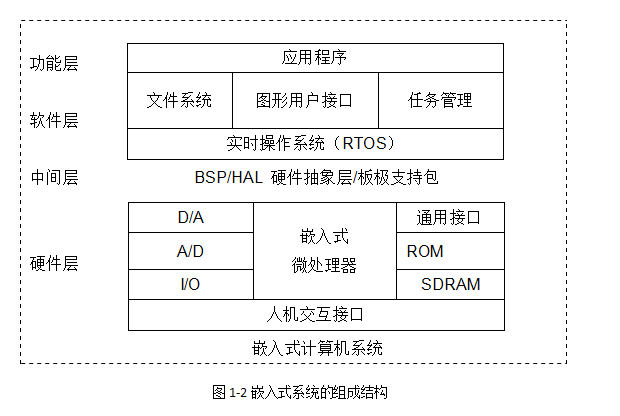 功能层
应用程序
文件系统
图形用户接口
任务管理
软件层
实时操作系统（RTOS）
中间层
BSP/HAL 硬件抽象层/板极支持包
D/A
嵌入式
微处理器
通用接口
硬件层
A/D
ROM
I/O
SDRAM
人机交互接口
嵌入式计算机系统
图 1-2 嵌入式系统的组成结构